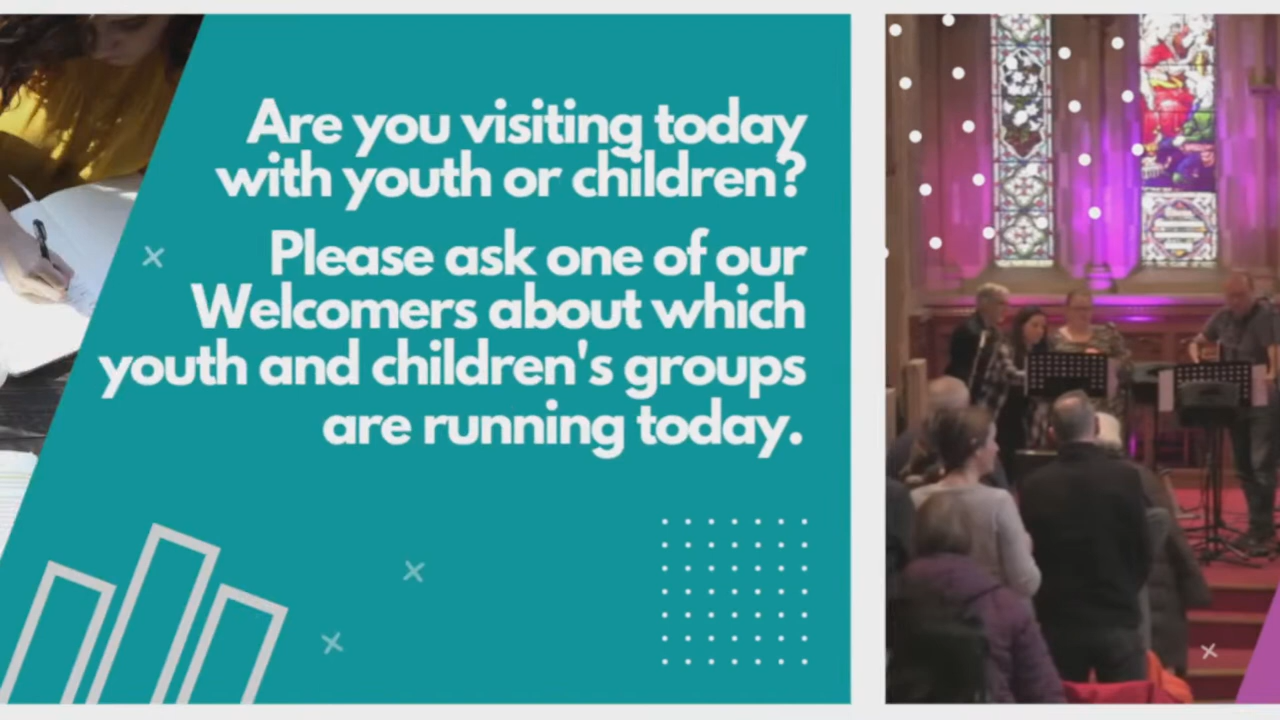 Are you visiting today
with youth or children?
Please ask one of our
Welcomers about which
youth and children's groups
are running today.